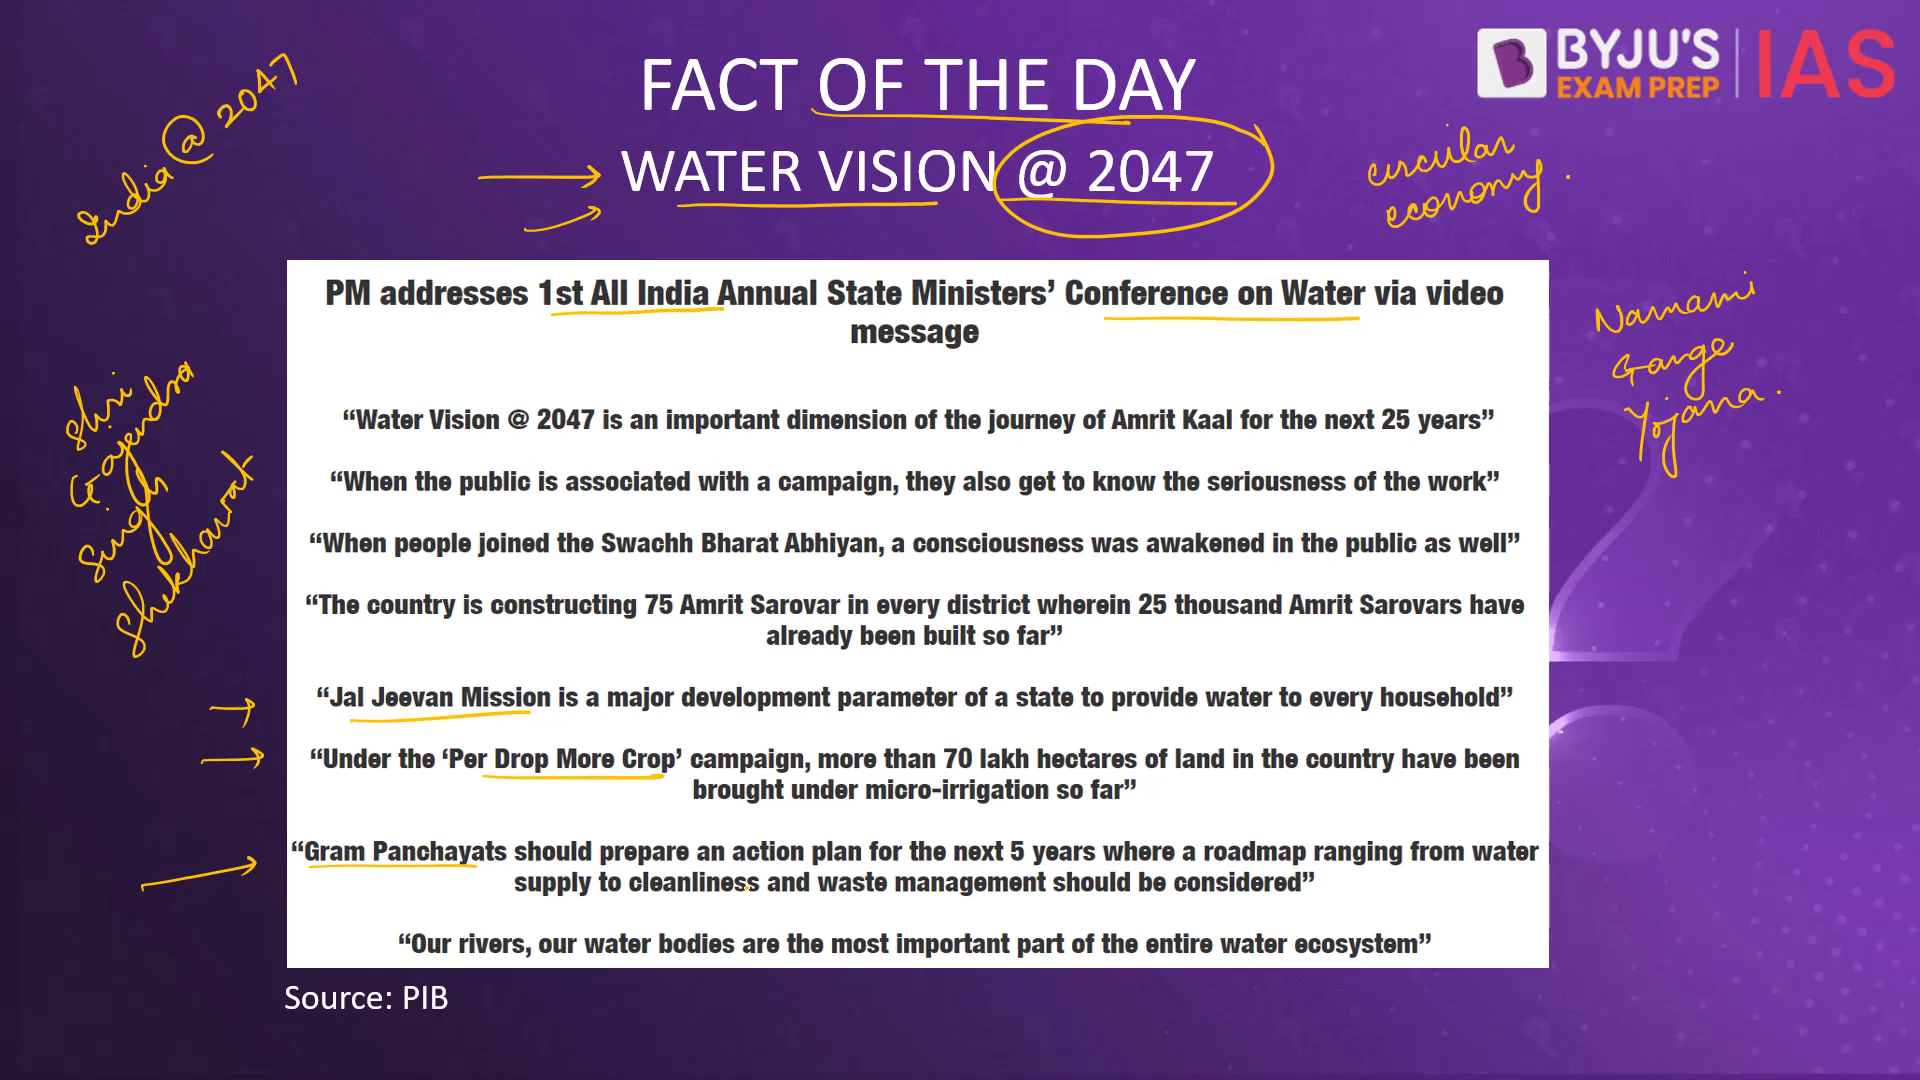 FACT OF THE DAY
WATER VISION @ 2047
BYJU'S
EXAM PREP
IAS
India @ 2047
circular
economy.
PM addresses 1st All India Annual State Ministers’ Conference on Water via video
message
“Water Vision @ 2047 is an important dimension of the journey of Amrit Kaal for the next 25 years”
“When the public is associated with a campaign, they also get to know the seriousness of the work”
“When people joined the Swachh Bharat Abhiyan, a consciousness was awakened in the public as well”
“The country is constructing 75 Amrit Sarovar in every district wherein 25 thousand Amrit Sarovars have
already been built so far”
“Jal Jeevan Mission is a major development parameter of a state to provide water to every household”
“Under the ‘Per Drop More Crop’ campaign, more than 70 lakh hectares of land in the country have been
brought under micro-irrigation so far”
“Gram Panchayats should prepare an action plan for the next 5 years where a roadmap ranging from water
supply to cleanliness and waste management should be considered”
“Our rivers, our water bodies are the most important part of the entire water ecosystem”
Namami
Gange
Yojana.
Shri
Gajendra
Singh
Shekhawat
Source: PIB